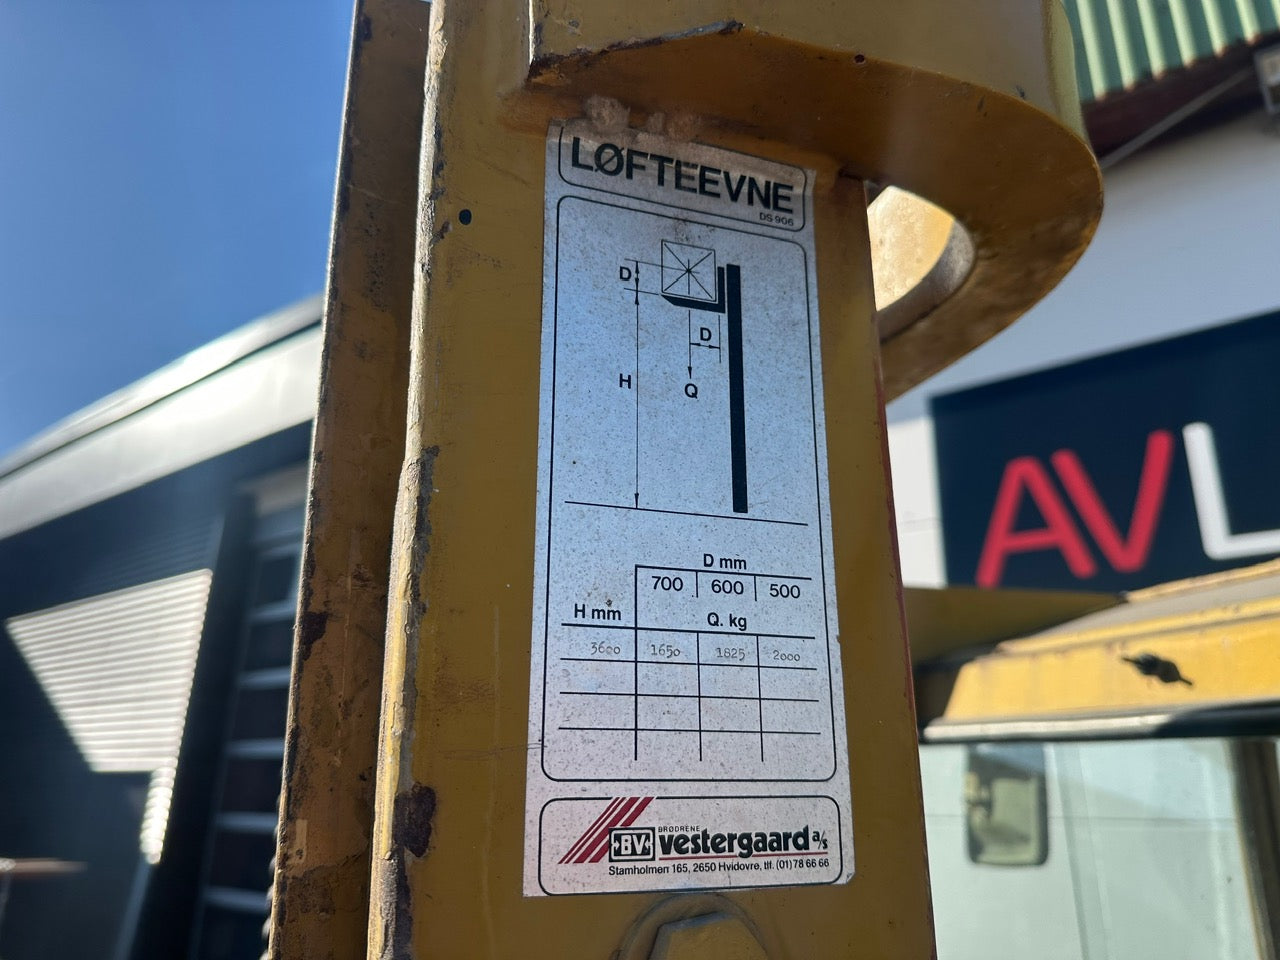 LØFTEEVNE
DS 906
D
D
H
Q
D mm
700 600 500
H mm Q. kg
3600 1650 1825 2000
BV
BRØDRENE
vestergaard a/s
Stamholmen 165, 2650 Hvidovre, tlf. (01) 78 66 66
AVL